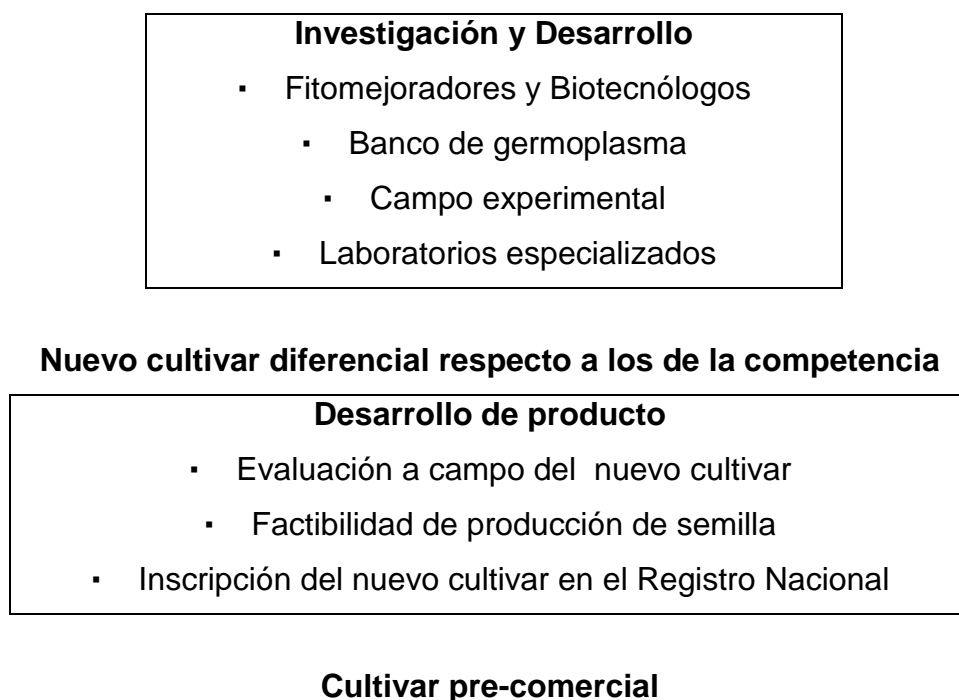 Investigación y Desarrollo
▪ Fitomejoradores y Biotecnólogos
▪ Banco de germoplasma
▪ Campo experimental
▪ Laboratorios especializados
Nuevo cultivar diferencial respecto a los de la competencia
Desarrollo de producto
▪ Evaluación a campo del  nuevo cultivar
▪ Factibilidad de producción de semilla
▪ Inscripción del nuevo cultivar en el Registro Nacional
Cultivar pre-comercial